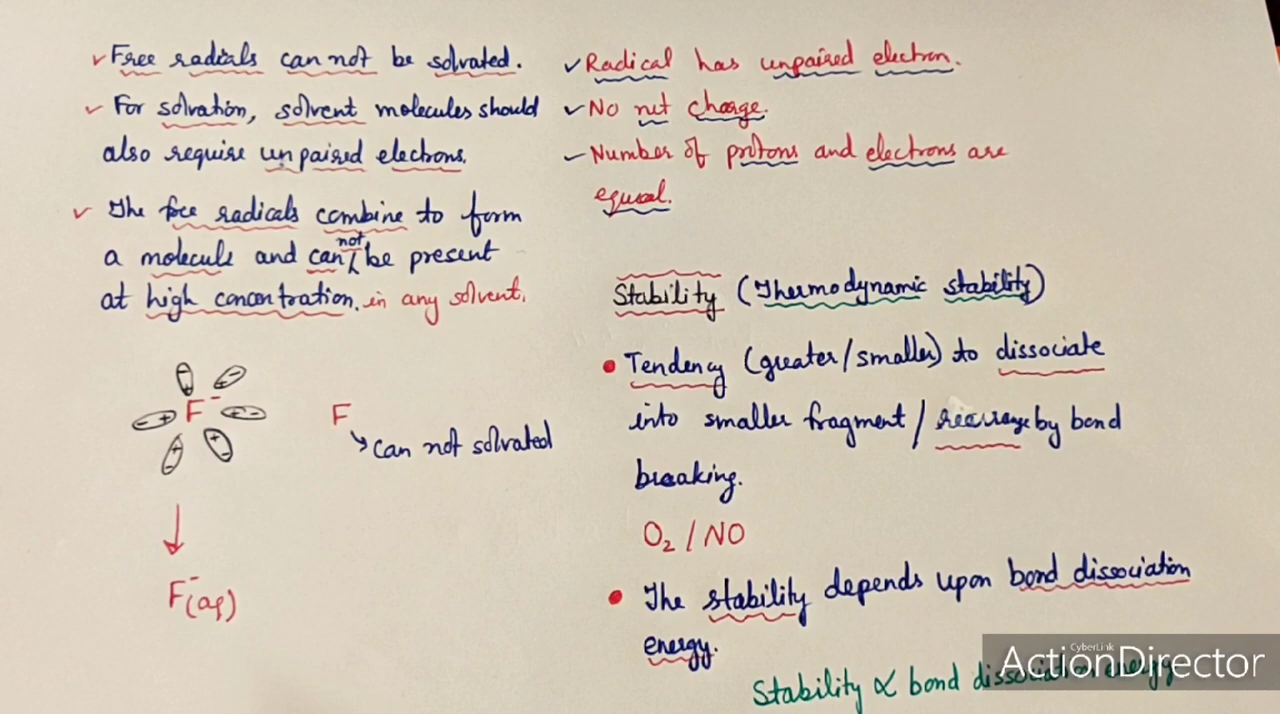 ✓ Free radicals can not be solvated.
✓ For solvation, solvent molecules should
also require unpaired electrons.
✓ The free radicals combine to form
a molecule and can not be present
at high concentration. in any solvent.
F⁻
F
↘ can not solvated
↓
F⁻(aq)
✓ Radical has unpaired electron.
✓ No net charge.
✓ Number of protons and electrons are
equal.
Stability (Thermodynamic stability)
• Tendency (greater/smaller) to dissociate
into smaller fragment / rearrange by bond
breaking.
O₂ / NO
• The stability depends upon bond dissociation
energy.
Stability ∝ bond dissociation energy
CyberLink
ActionDirector